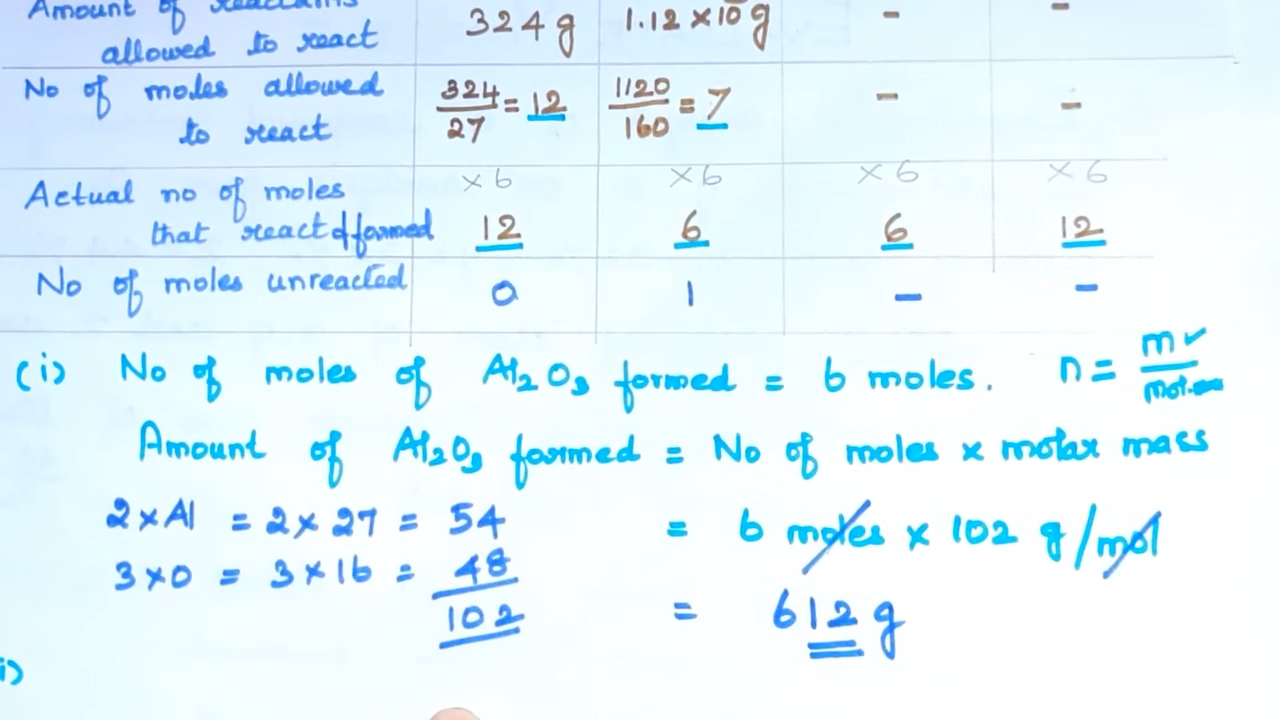 Amount of reactants
allowed to react 324 g 1.12 × 10 g - -
No of moles allowed
to react 324/27 = 12 1120/160 = 7 - -
Actual no of moles ×6 ×6 ×6 ×6
that react & formed 12 6 6 12
No of moles unreacted 0 1 - -
(i) No of moles of Al2O3 formed = 6 moles. n = m ✓/mol.
Amount of Al2O3 formed = No of moles × molar mass
2×Al = 2×27 = 54 = 6 moles × 102 g/mol
3×O = 3×16 = 48
102 = 612 g
i)